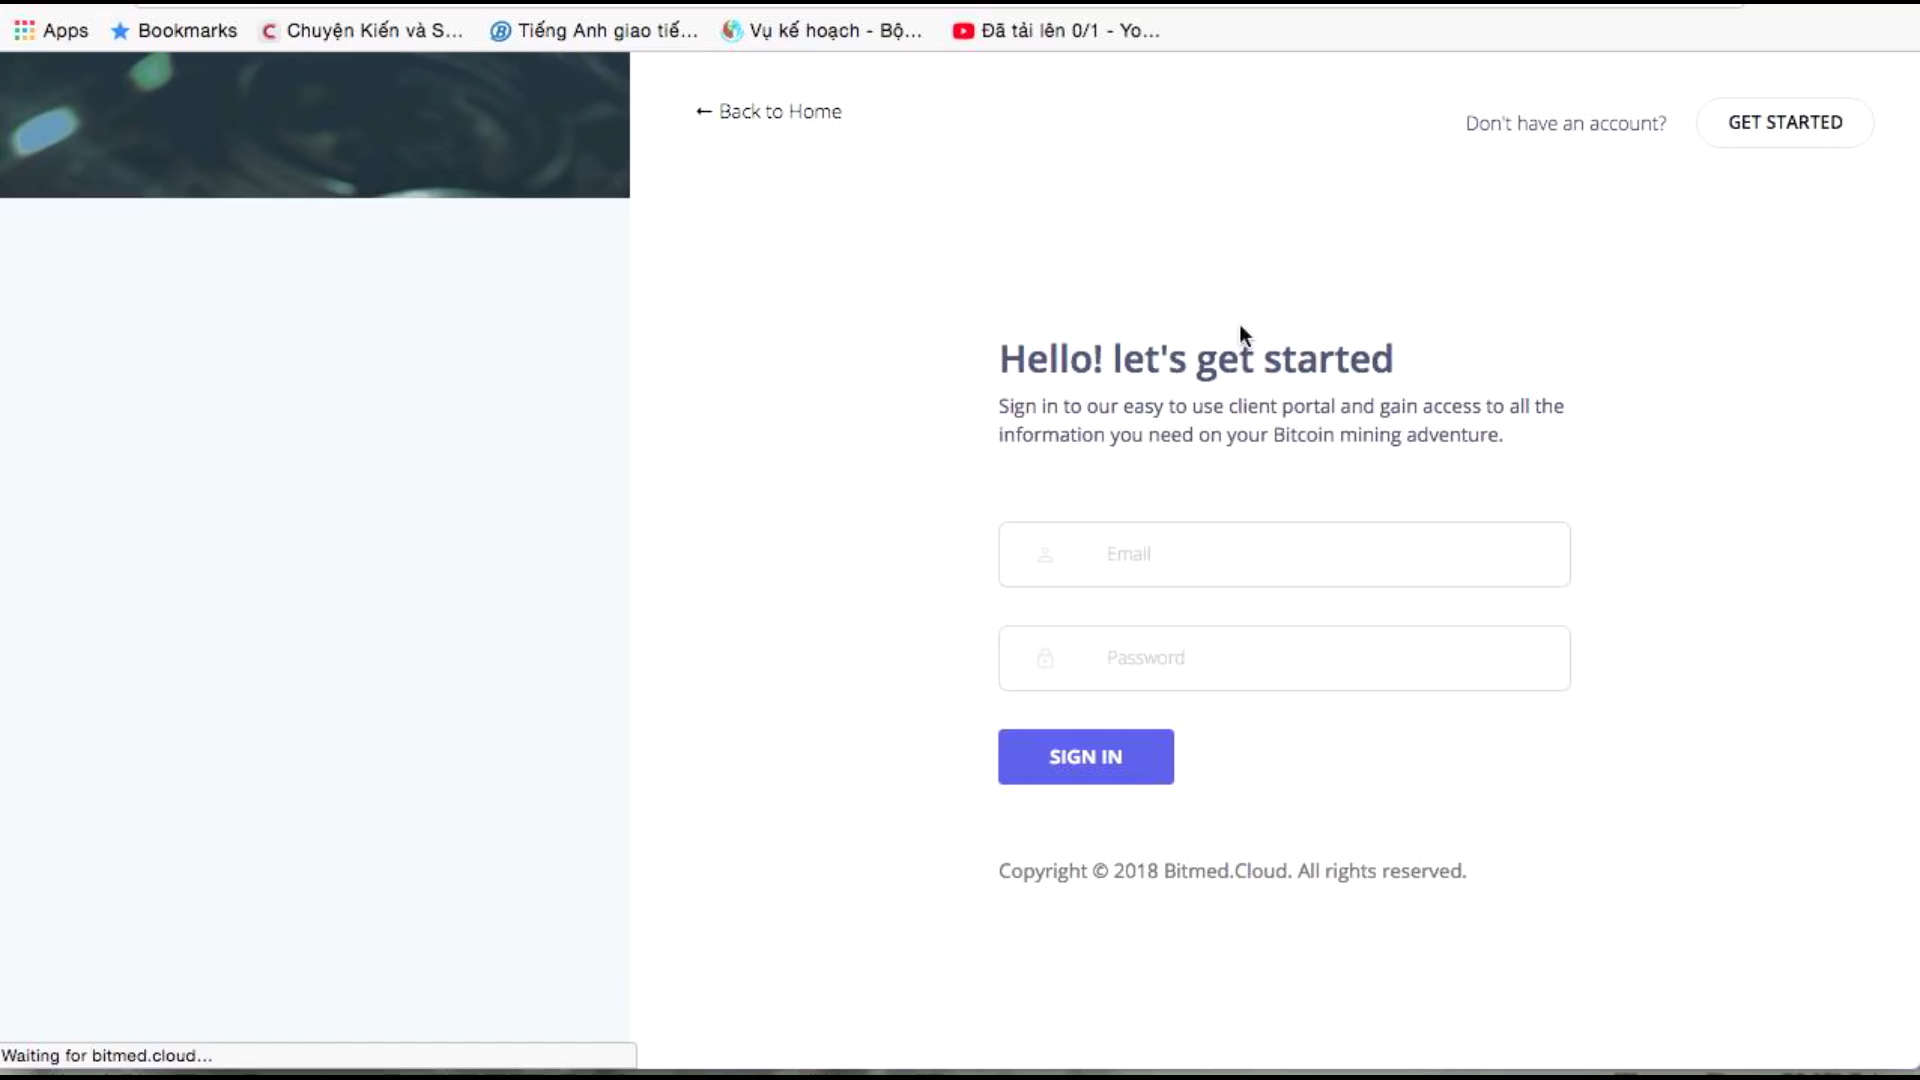 Apps
Bookmarks
Chuyện Kiến và S...
Tiếng Anh giao tiế...
Vụ kế hoạch - Bộ...
Đã tải lên 0/1 - Yo...
← Back to Home
Don't have an account?
GET STARTED
Hello! let's get started
Sign in to our easy to use client portal and gain access to all the
information you need on your Bitcoin mining adventure.
Email
Password
SIGN IN
Copyright © 2018 Bitmed.Cloud. All rights reserved.
Waiting for bitmed.cloud...